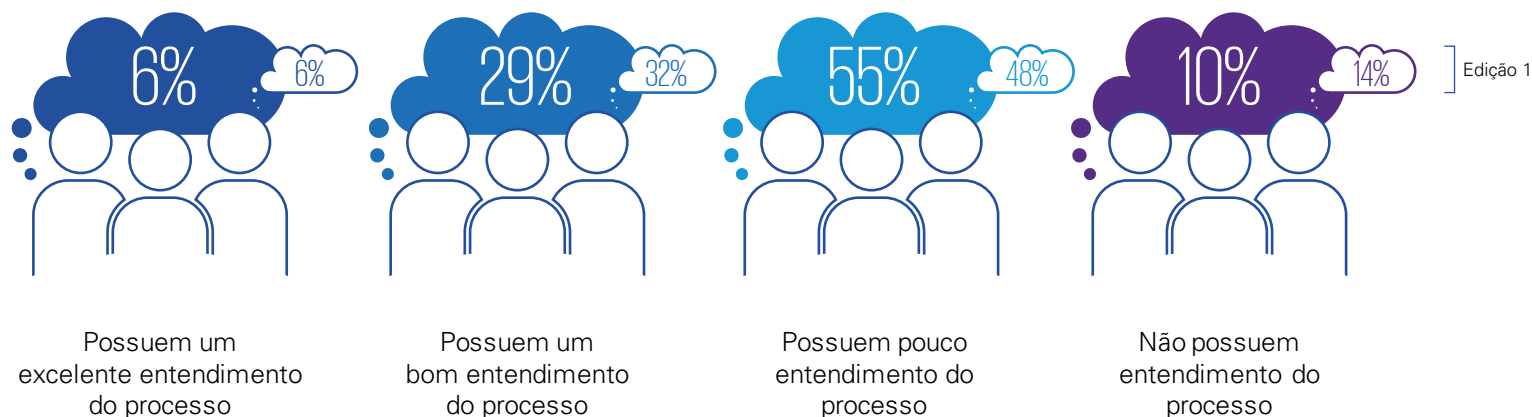 6%
6%
29%
32%
55%
48%
10%
14%
Edição 1
Possuem um
excelente entendimento
do processo
Possuem um
bom entendimento
do processo
Possuem pouco
entendimento do
processo
Não possuem
entendimento do
processo